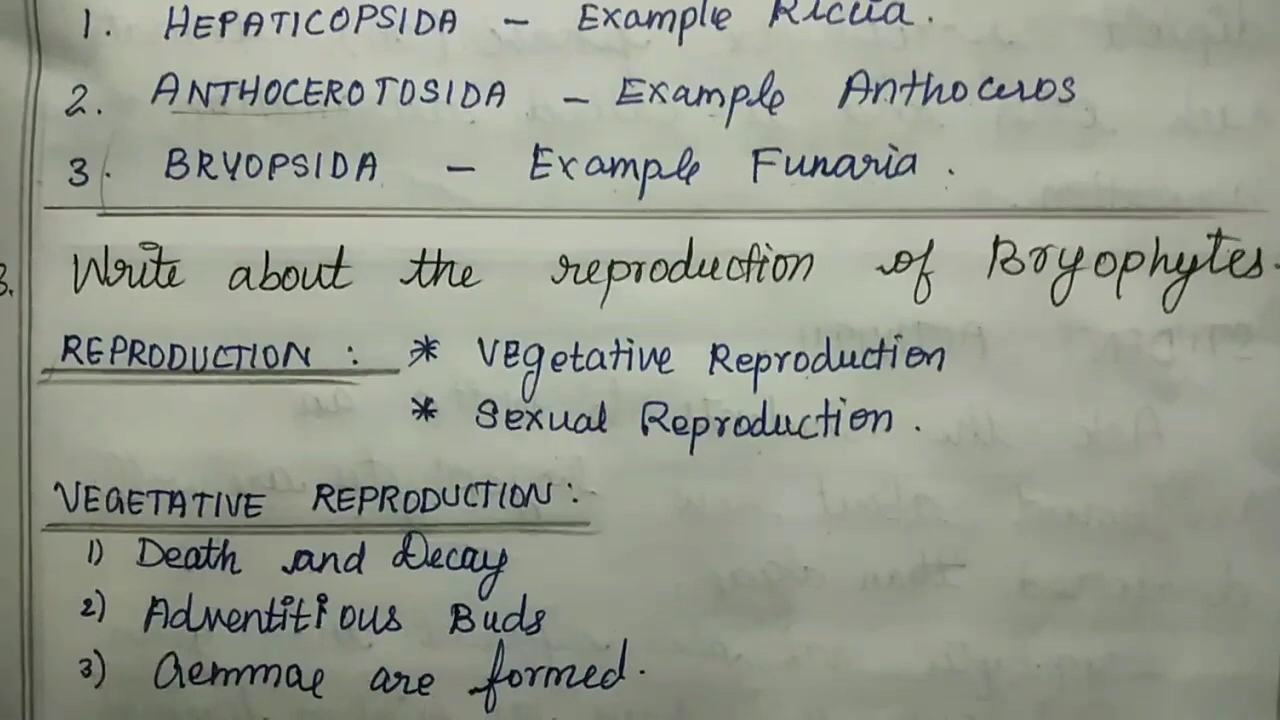 1. HEPATICOPSIDA - Example Riccia.
2. ANTHOCEROTOSIDA - Example Anthoceros
3. BRYOPSIDA - Example Funaria.
3. Write about the reproduction of Bryophytes.
REPRODUCTION : * Vegetative Reproduction
* Sexual Reproduction.
VEGETATIVE REPRODUCTION:
1) Death and Decay
2) Adventitious Buds
3) Gemmae are formed.